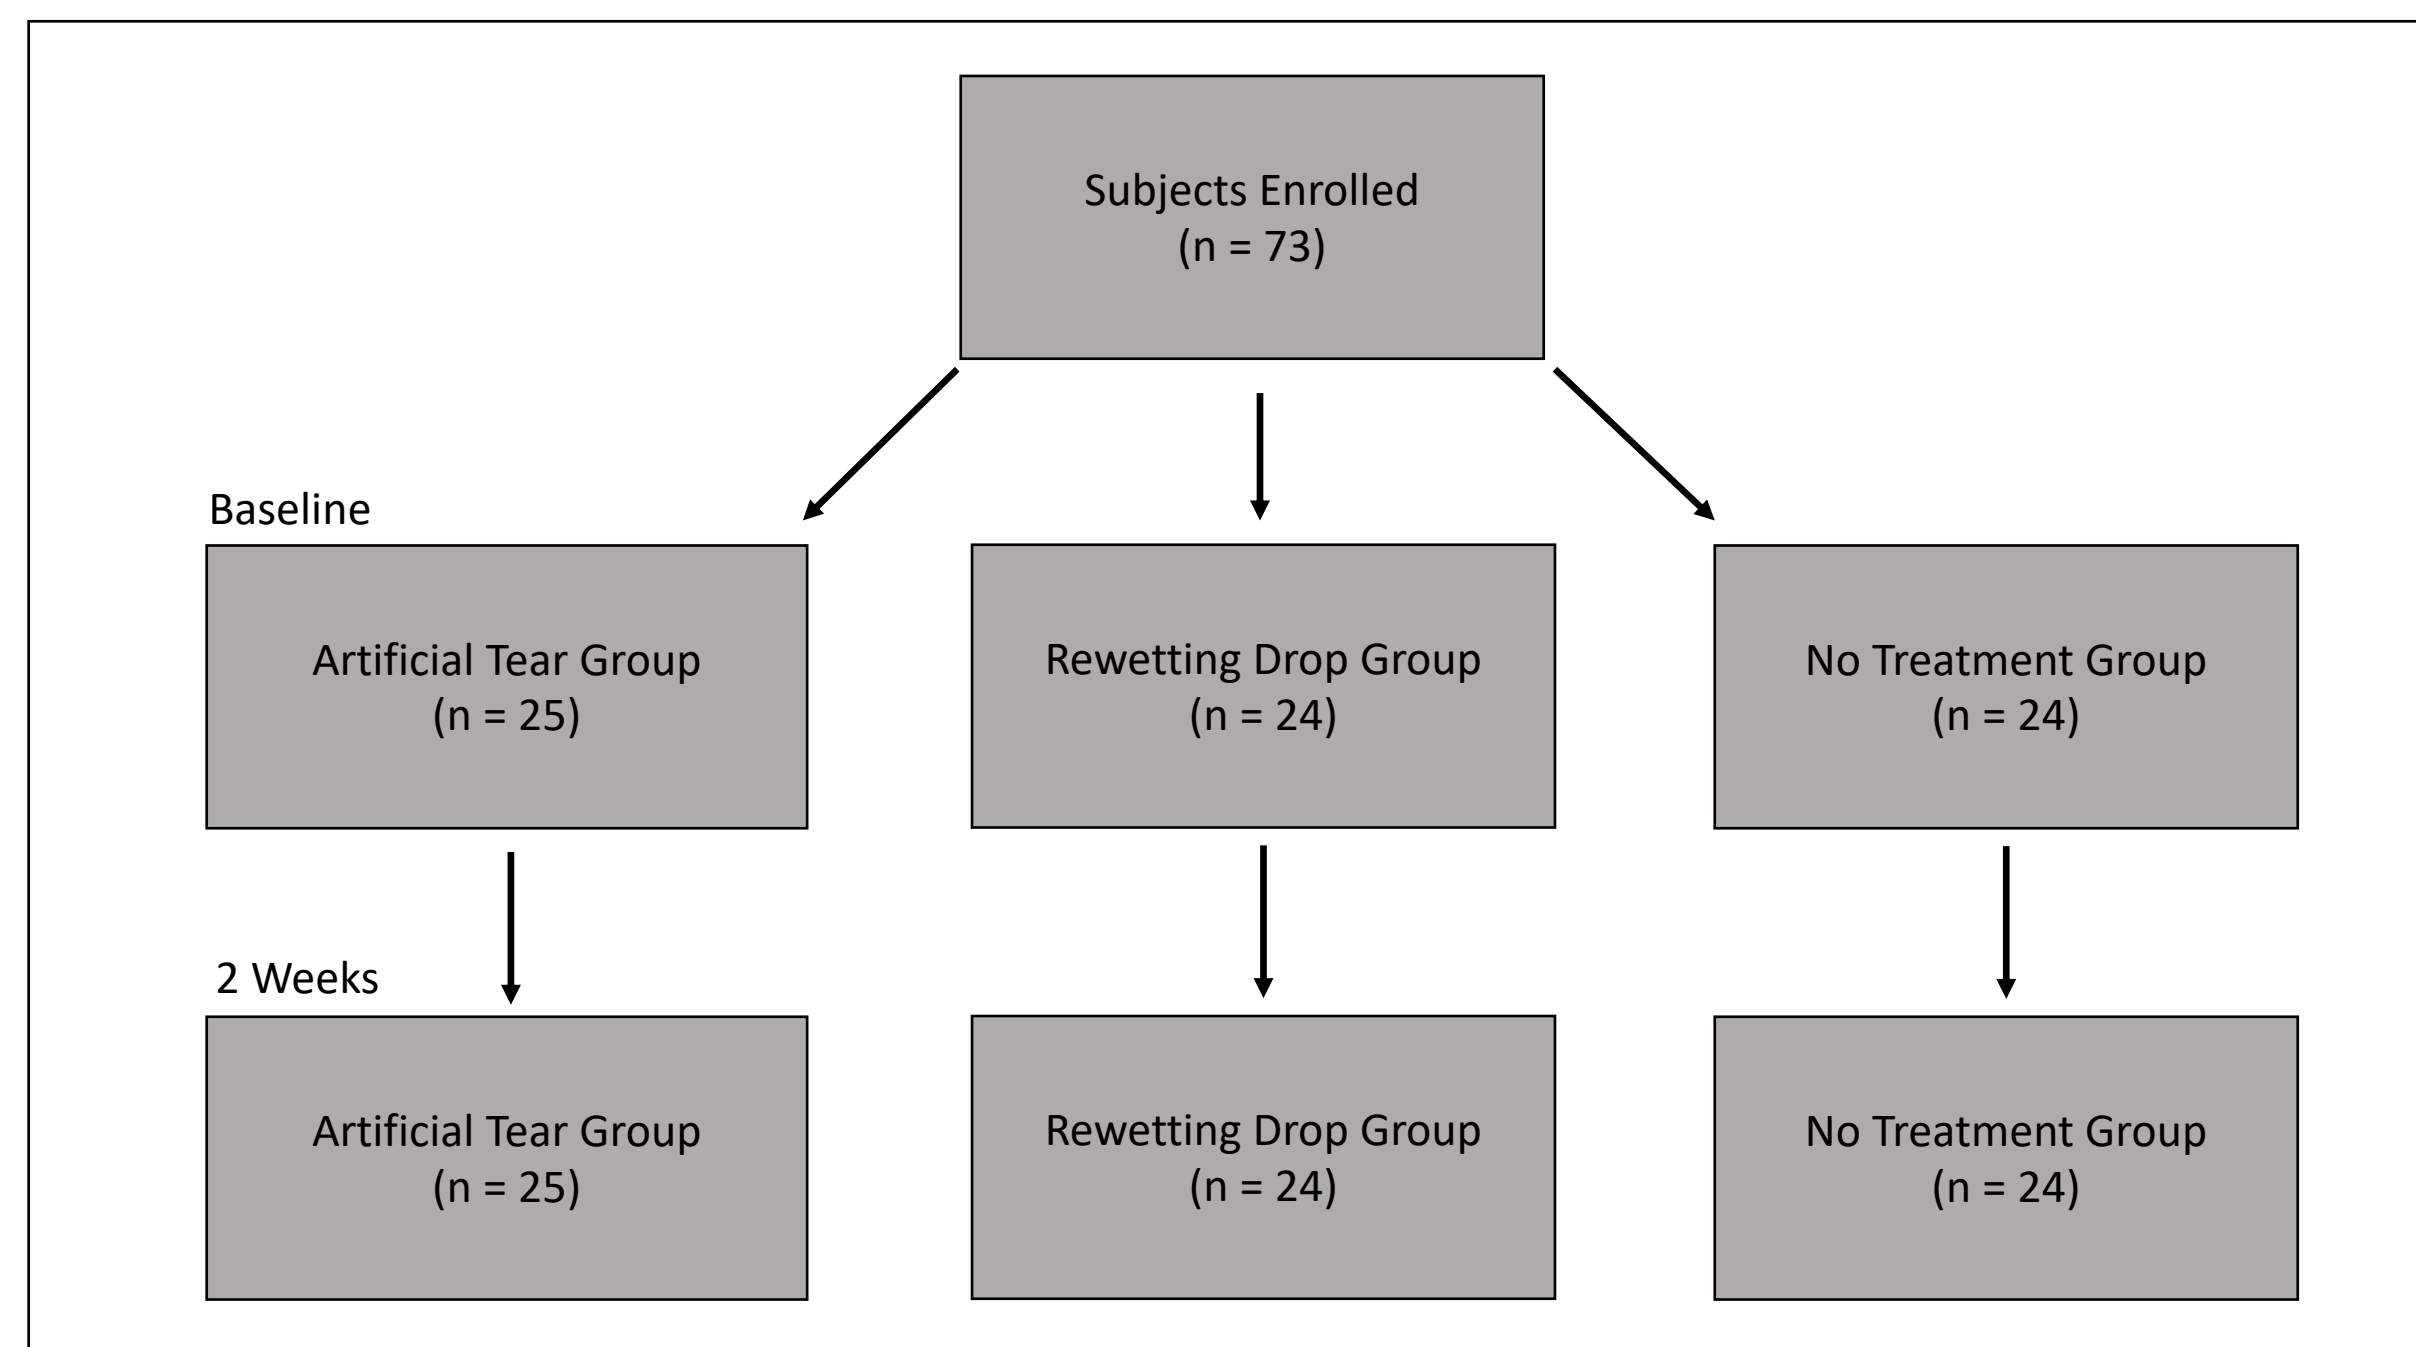 Subjects Enrolled
(n = 73)
Baseline
Artificial Tear Group
(n = 25)
Rewetting Drop Group
(n = 24)
No Treatment Group
(n = 24)
2 Weeks
Artificial Tear Group
(n = 25)
Rewetting Drop Group
(n = 24)
No Treatment Group
(n = 24)